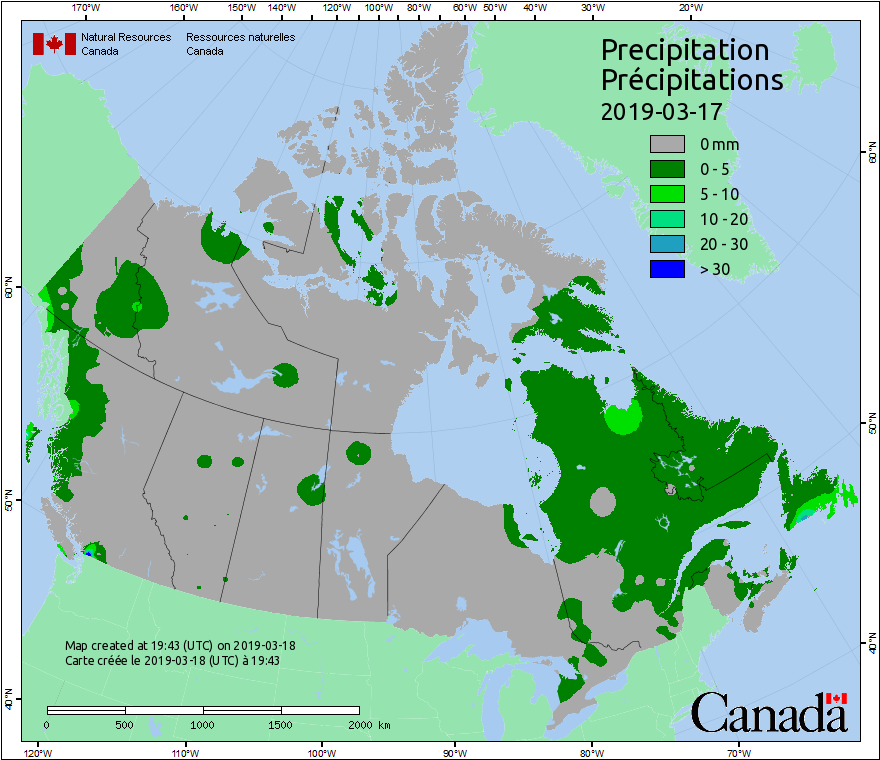 170°W 160°W 150°W 140°W 130°W 120°W 110°W 100°W 90°W 80°W 60°W 50°W 40°W 30°W 20°W
Natural Resources Canada
Ressources naturelles Canada
Precipitation
Précipitations
2019-03-17
0 mm
0 - 5
5 - 10
10 - 20
20 - 30
> 30
60°N
60°N
50°N
50°N
40°N
40°N
Map created at 19:43 (UTC) on 2019-03-18
Carte créée le 2019-03-18 (UTC) à 19:43
0 500 1000 1500 2000 km
Canada
120°W 110°W 100°W 90°W 80°W 70°W